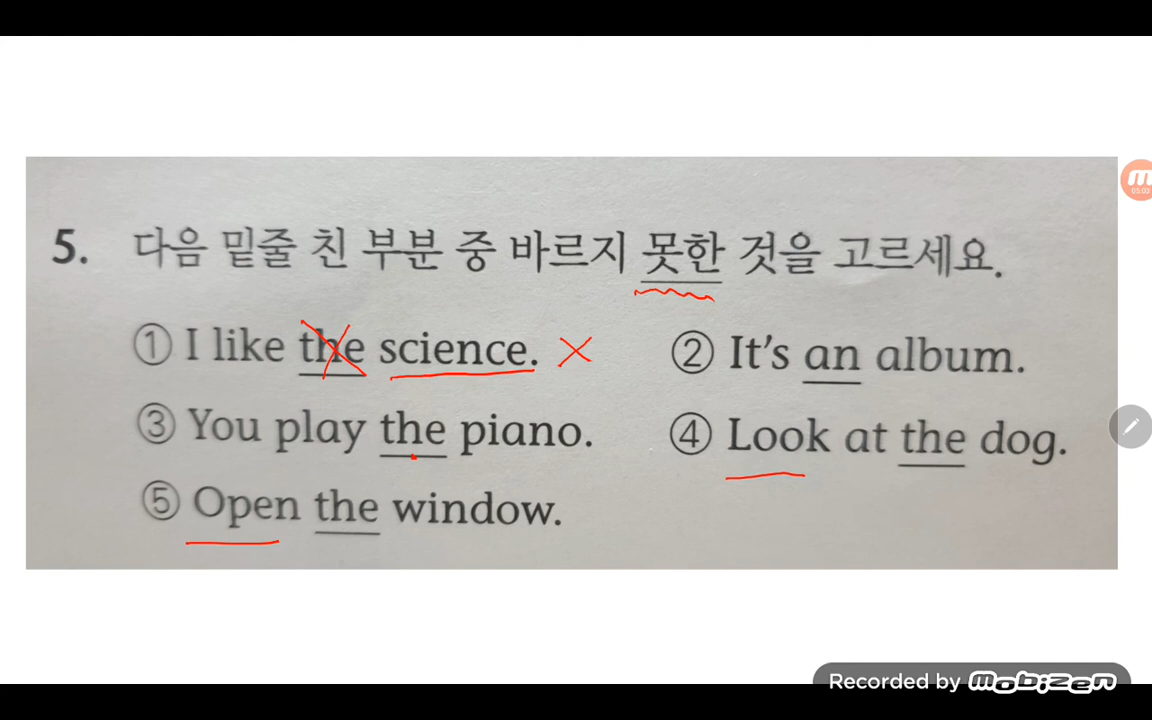 5. 다음 밑줄 친 부분 중 바르지 못한 것을 고르세요.
① I like the science. ② It's an album.
③ You play the piano. ④ Look at the dog.
⑤ Open the window.
05:03
Recorded by MOBIZEN